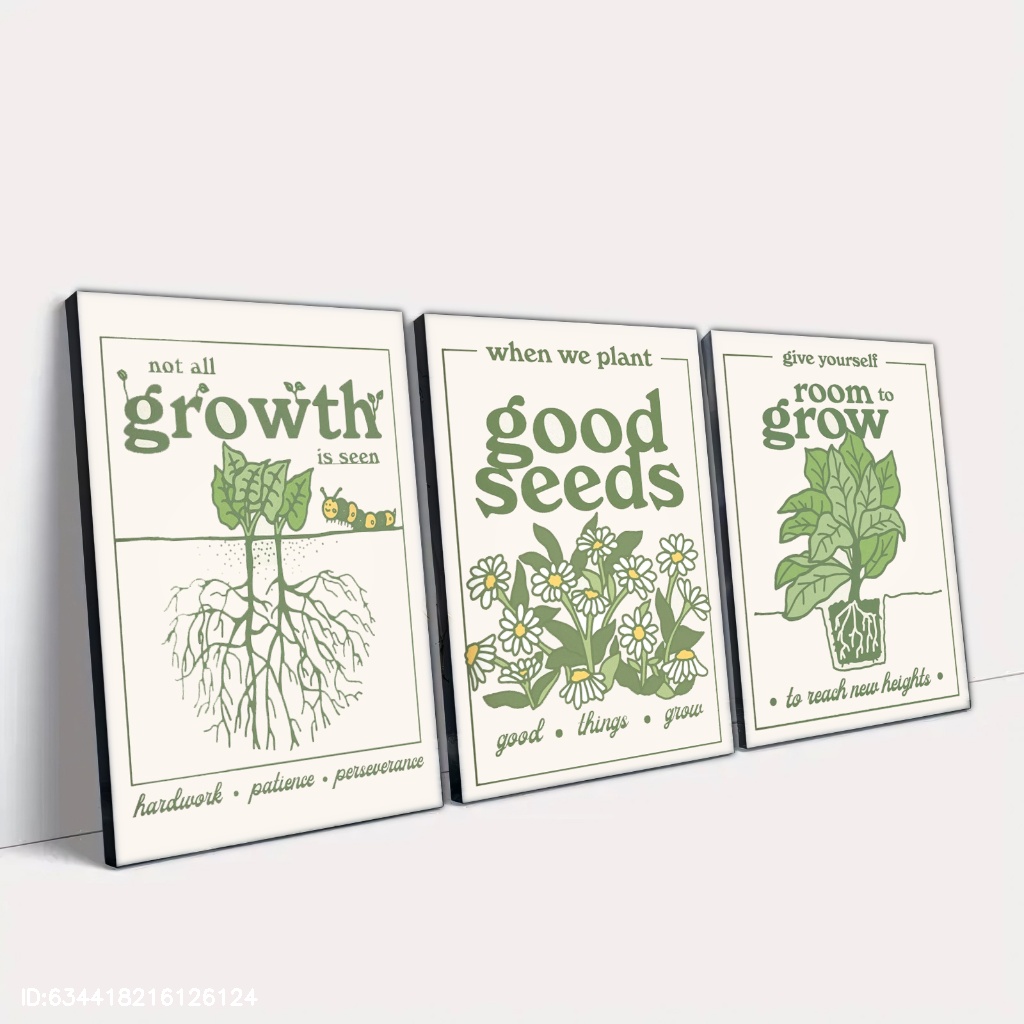 not all
growth
is seen
hardwork • patience • perseverance
when we plant
good
seeds
good • things • grow
give yourself
room to
grow
• to reach new heights •
ID:634418216126124